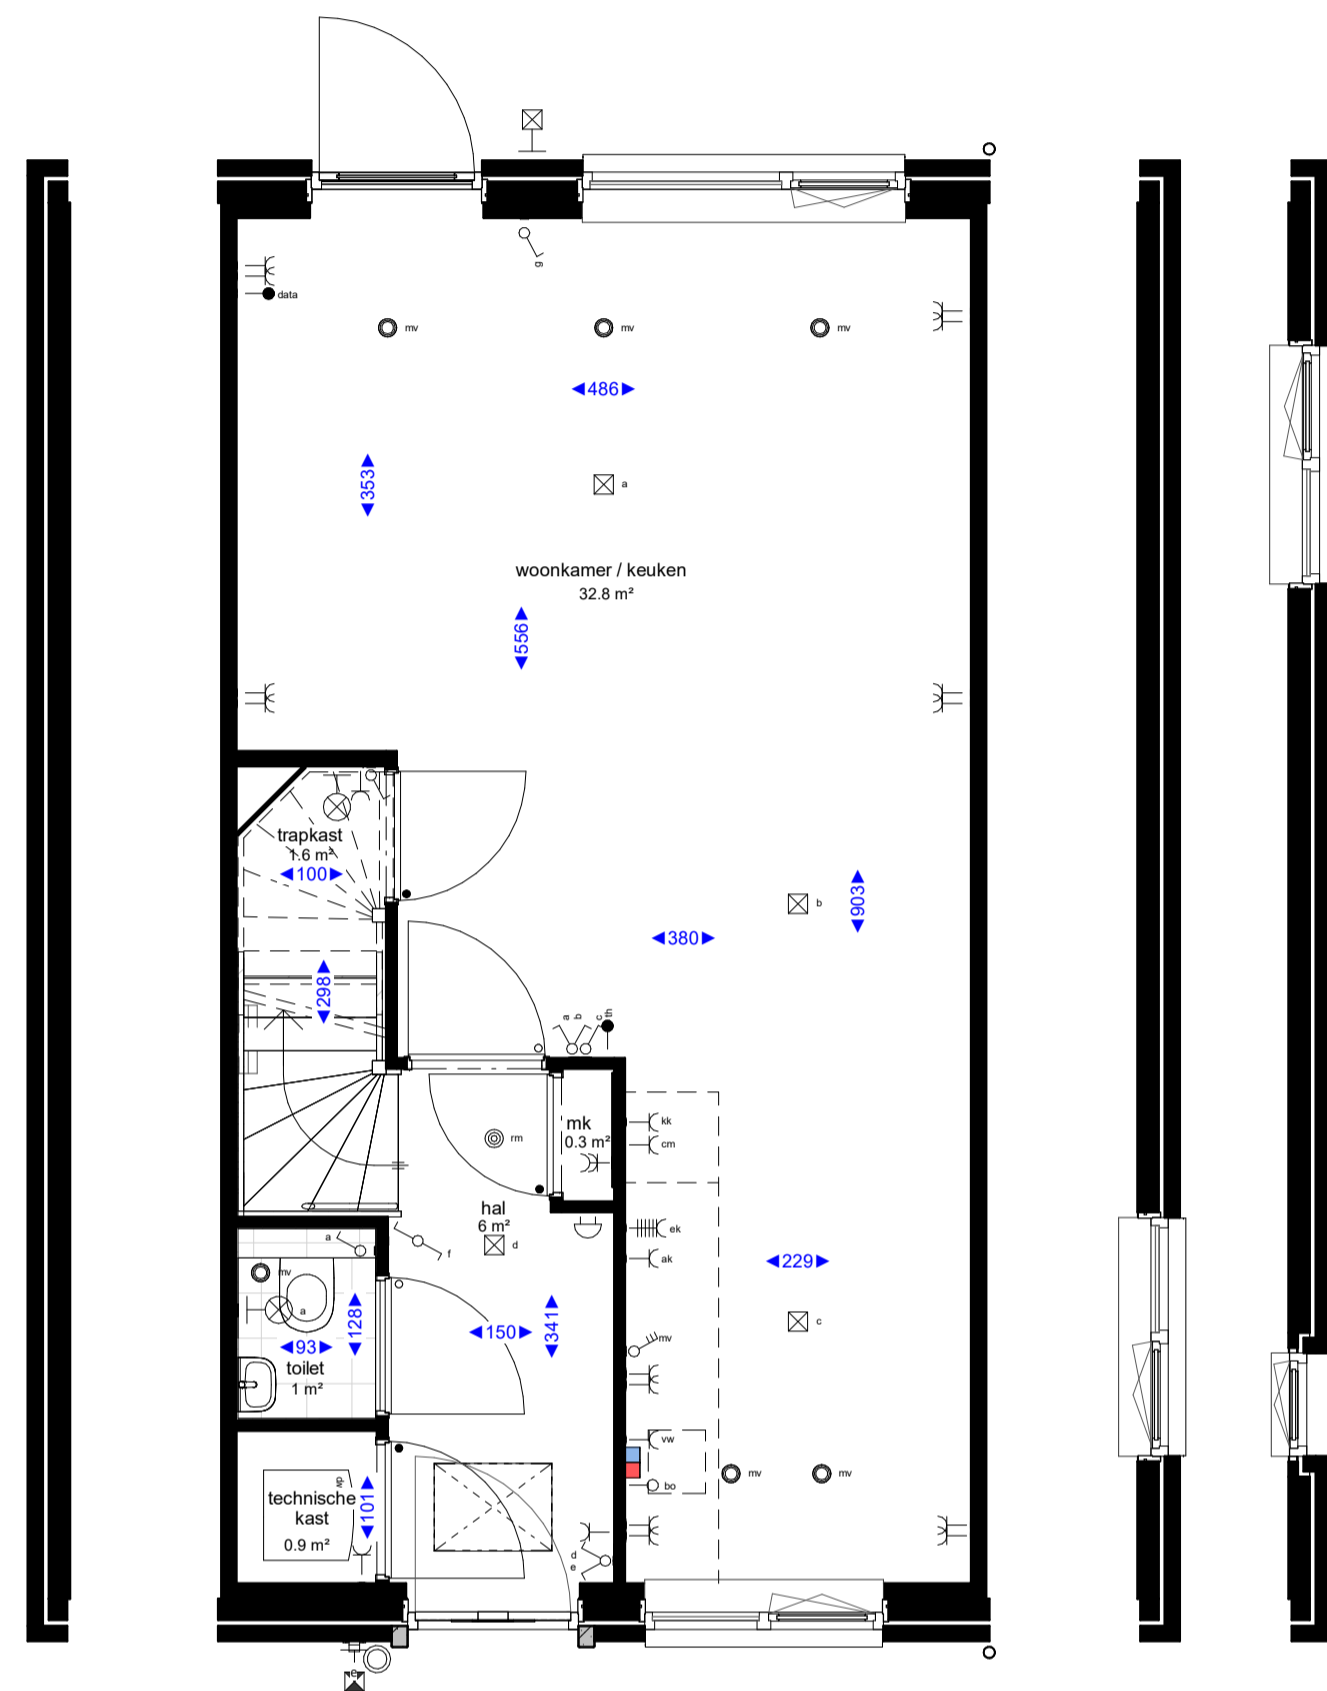 g
data
mv
mv
mv
486
353
a
woonkamer / keuken
32.8 m²
556
trapkast
1.6 m²
100
b
903
380
298
a
b
c
th
mk
0.3 m²
kk
cm
rm
hal
6 m²
d
ek
ak
a
f
229
mv
a
128
93
toilet
1 m²
150
341
c
mv
vw
bo
mv
mv
dw
technische
kast
0.9 m²
101
d
e
e